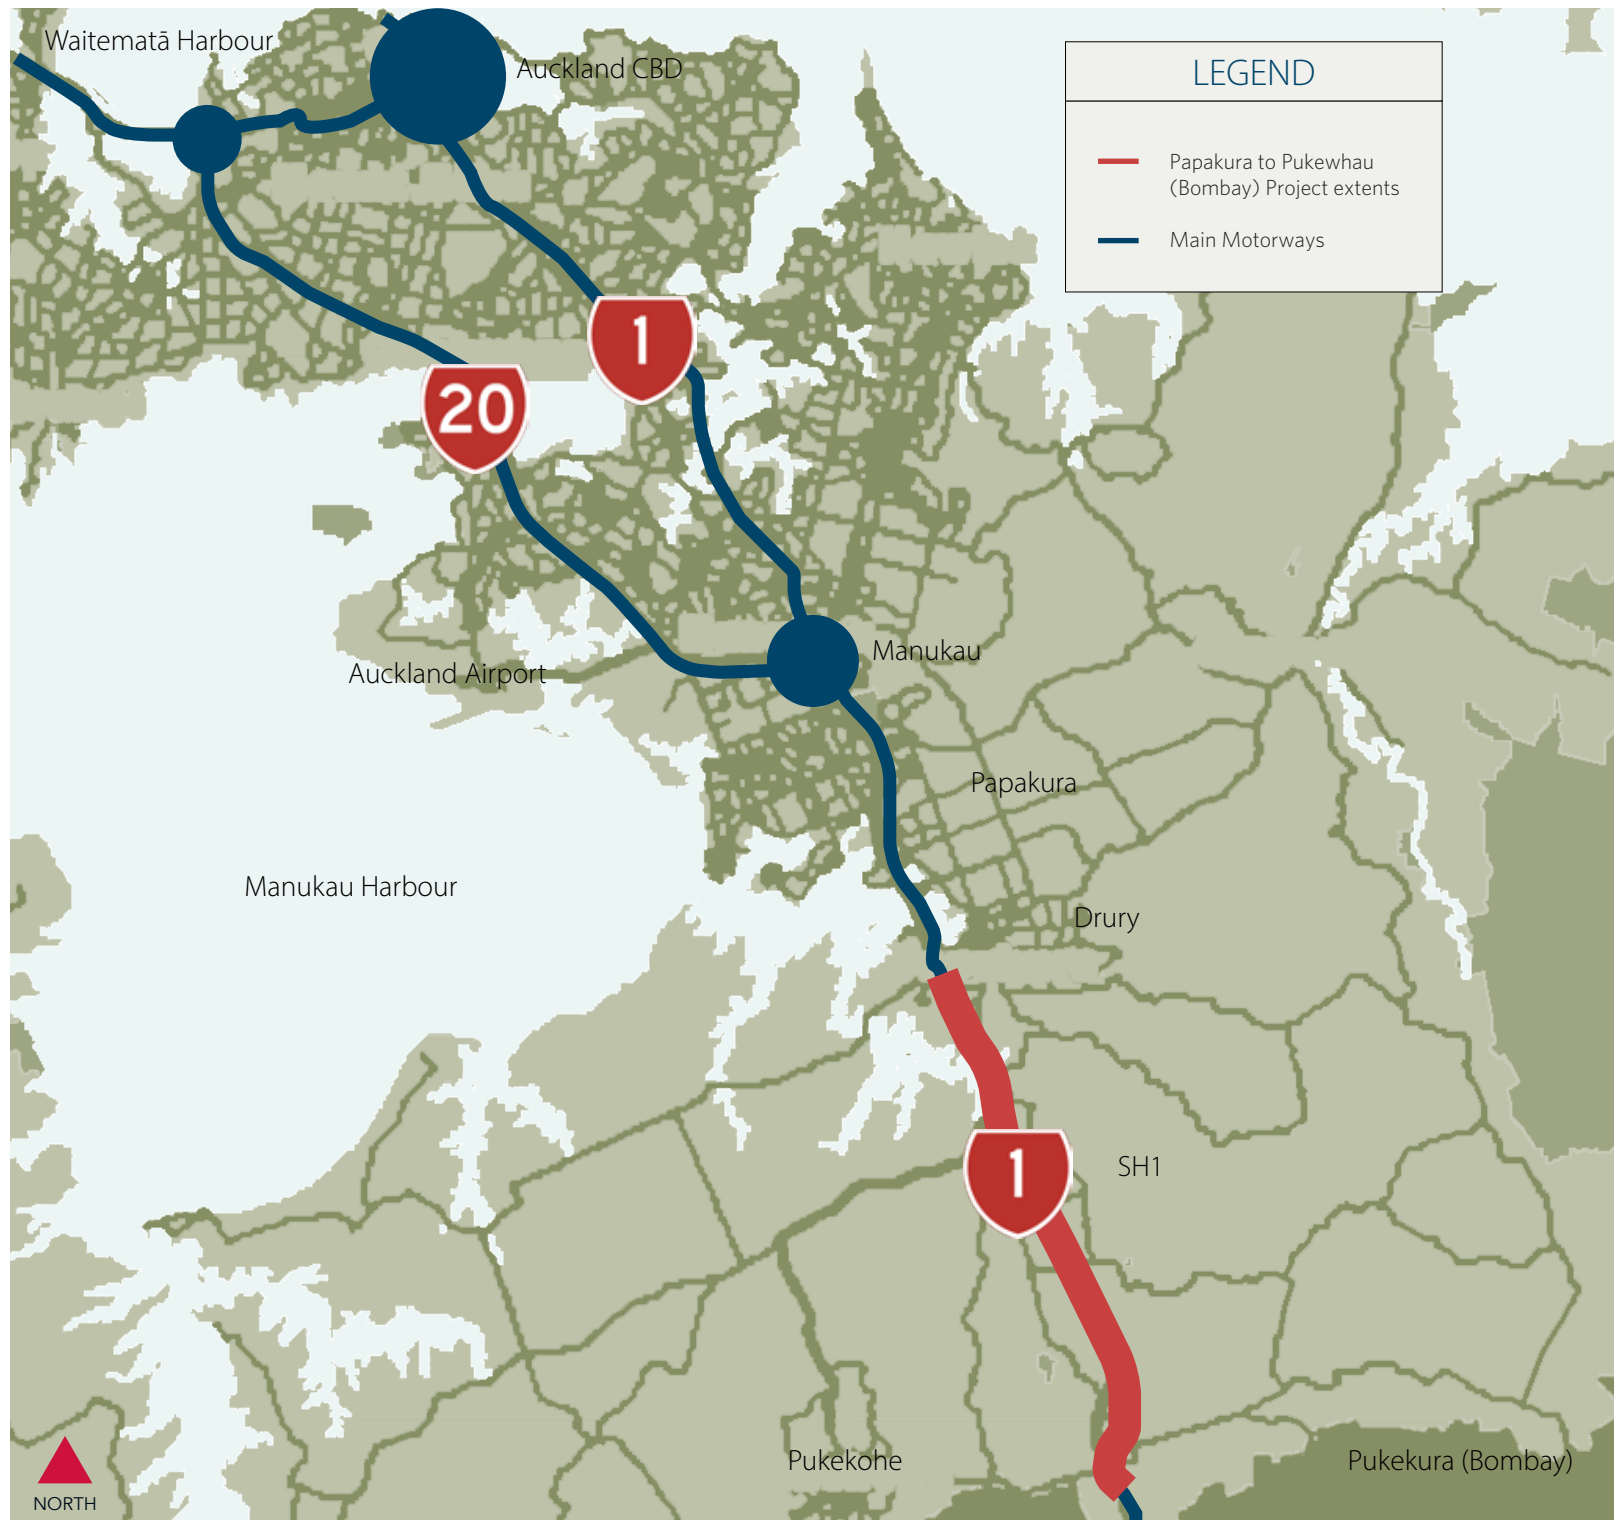 Waitematā Harbour
Auckland CBD
LEGEND
Papakura to Pukewhau
(Bombay) Project extents
Main Motorways
1
20
Manukau
Auckland Airport
Papakura
Manukau Harbour
Drury
1
SH1
Pukekohe
Pukekura (Bombay)
NORTH